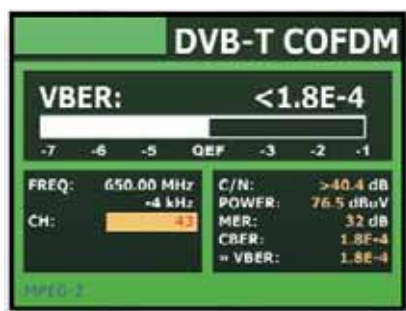 DVB-T COFDM
VBER: <1.8E-4
-7 -6 -5 QEF -3 -2 -1
FREQ: 650.00 MHz
-4 kHz
CH: 43
C/N: >40.4 dB
POWER: 76.5 dBuV
MER: 32 dB
CBER: 1.8E-4
» VBER: 1.8E-4
MPEG-2